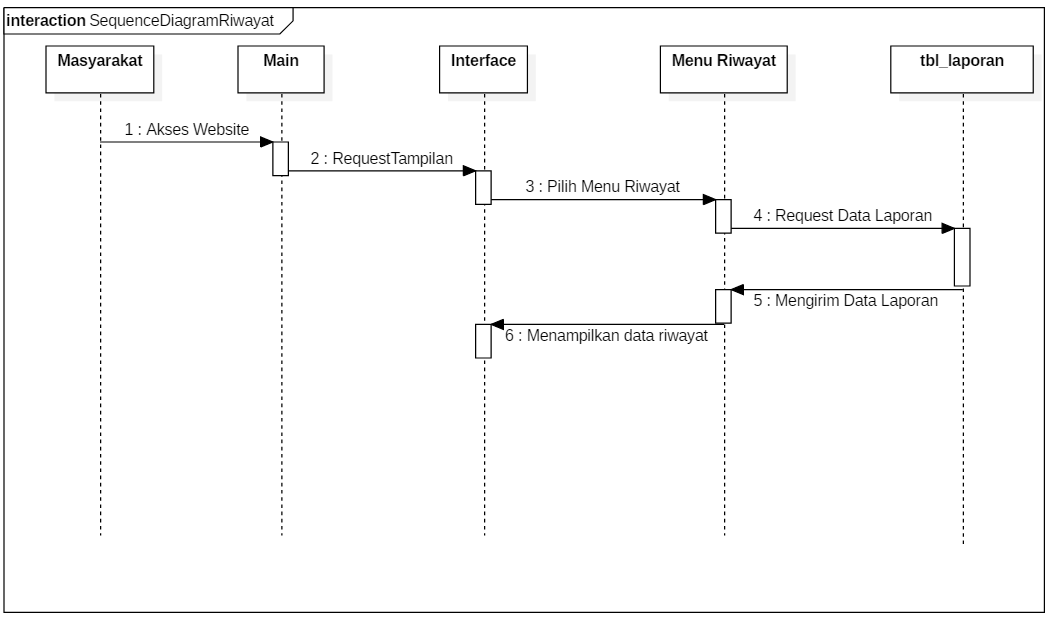 interaction SequenceDiagramRiwayat
Masyarakat
Main
Interface
Menu Riwayat
tbl_laporan
1 : Akses Website
2 : RequestTampilan
3 : Pilih Menu Riwayat
4 : Request Data Laporan
5 : Mengirim Data Laporan
6 : Menampilkan data riwayat